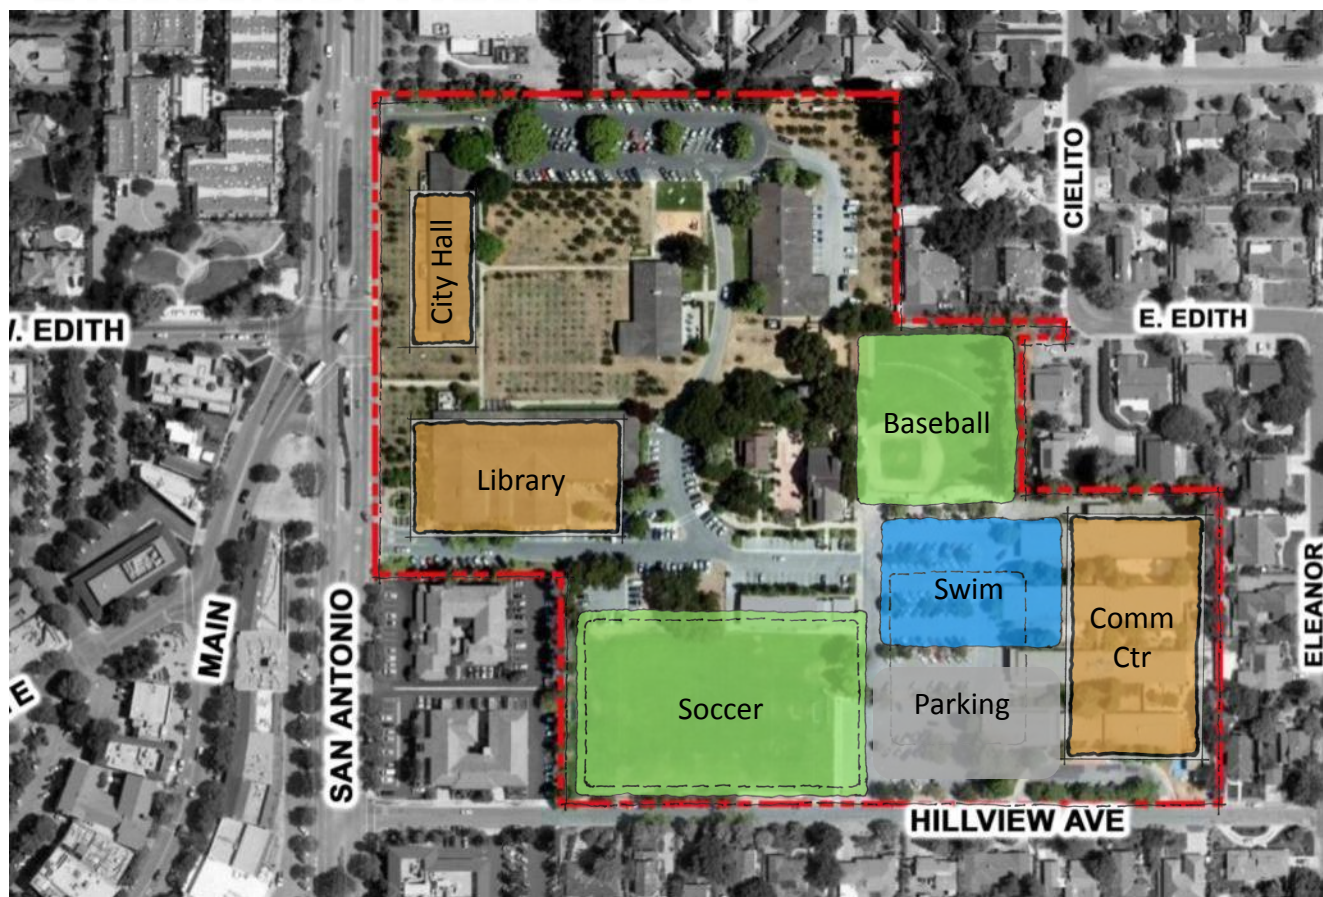 CIELITO
City Hall
W. EDITH
E. EDITH
Baseball
Library
Swim
Comm
Ctr
ELEANOR
MAIN
SAN ANTONIO
Soccer
Parking
HILLVIEW AVE